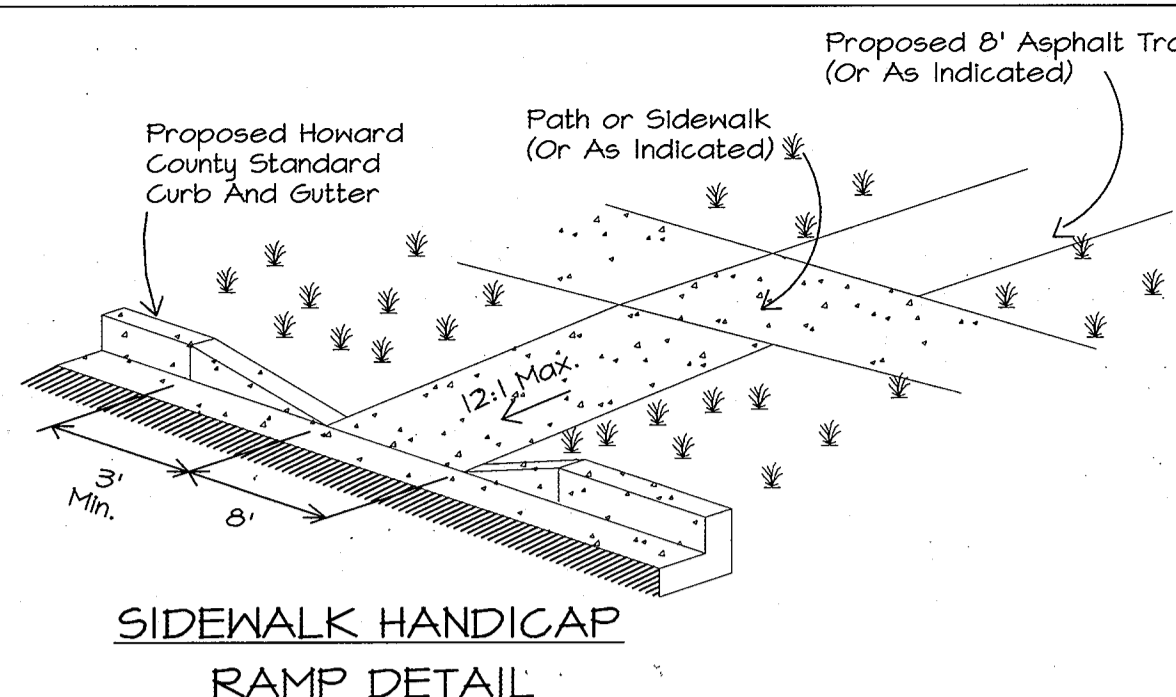 Proposed 8' Asphalt
(Or As Indicated)
Path or Sidewalk
(Or As Indicated)
Proposed Howard
County Standard
Curb And Gutter
12:1 Max.
3'
Min.
8'
SIDEWALK HANDICAP
RAMP DETAIL